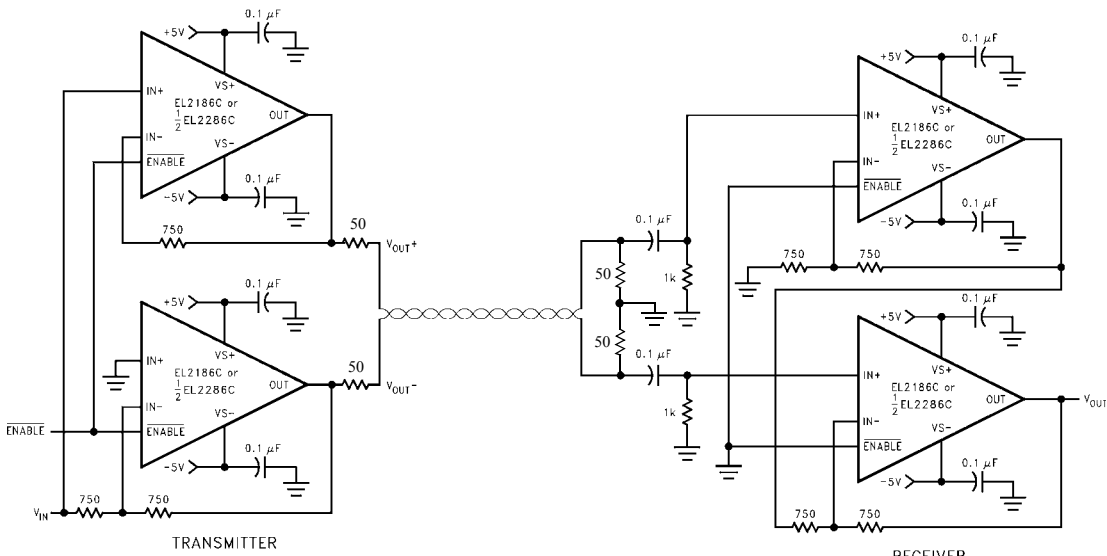 +5V
0.1 μF
VS+
IN+
EL2186C or
1/2 EL2286C
OUT
IN-
VS-
ENABLE
-5V
0.1 μF
750
50
VOUT+
+5V
0.1 μF
VS+
IN+
EL2186C or
1/2 EL2286C
OUT
50
VOUT-
IN-
VS-
ENABLE
ENABLE
-5V
0.1 μF
VIN
750
750
TRANSMITTER
0.1 μF
50
1k
50
0.1 μF
1k
+5V
0.1 μF
VS+
IN+
EL2186C or
1/2 EL2286C
OUT
IN-
VS-
ENABLE
-5V
0.1 μF
750
750
+5V
0.1 μF
VS+
IN+
EL2186C or
1/2 EL2286C
OUT
VOUT
IN-
VS-
ENABLE
-5V
0.1 μF
750
750
RECEIVER